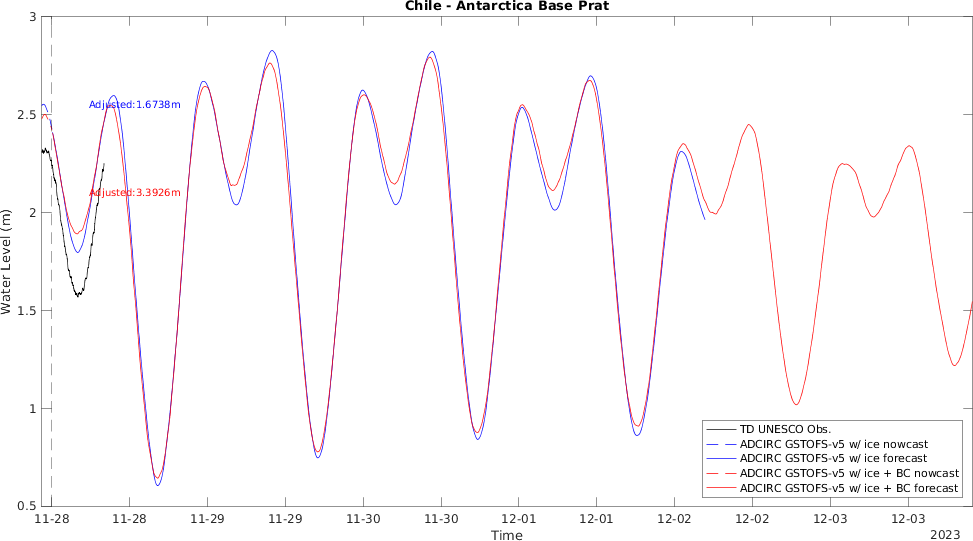 Chile - Antarctica Base Prat
Water Level (m)
3
2.5
2
1.5
1
0.5
Adjusted:1.6738m
Adjusted:3.3926m
TD UNESCO Obs.
ADCIRC GSTOFS-v5 w/ ice nowcast
ADCIRC GSTOFS-v5 w/ ice forecast
ADCIRC GSTOFS-v5 w/ ice + BC nowcast
ADCIRC GSTOFS-v5 w/ ice + BC forecast
11-28 11-28 11-29 11-29 11-30 11-30 12-01 12-01 12-02 12-02 12-03 12-03
Time
2023